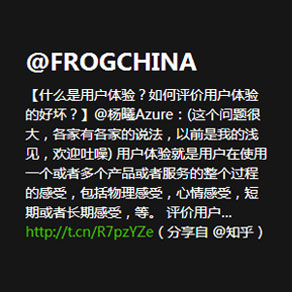 @FROGCHINA
【什么是用户体验？如何评价用户体验
的好坏？】@杨曦Azure：(这个问题很
大，各家有各家的说法，以前是我的浅
见，欢迎吐噪) 用户体验就是用户在使用
一个或者多个产品或者服务的整个过程
的感受，包括物理感受，心情感受，短
期或者长期感受，等。 评价用户...
http://t.cn/R7pzYZe ( 分享自 @知乎 )